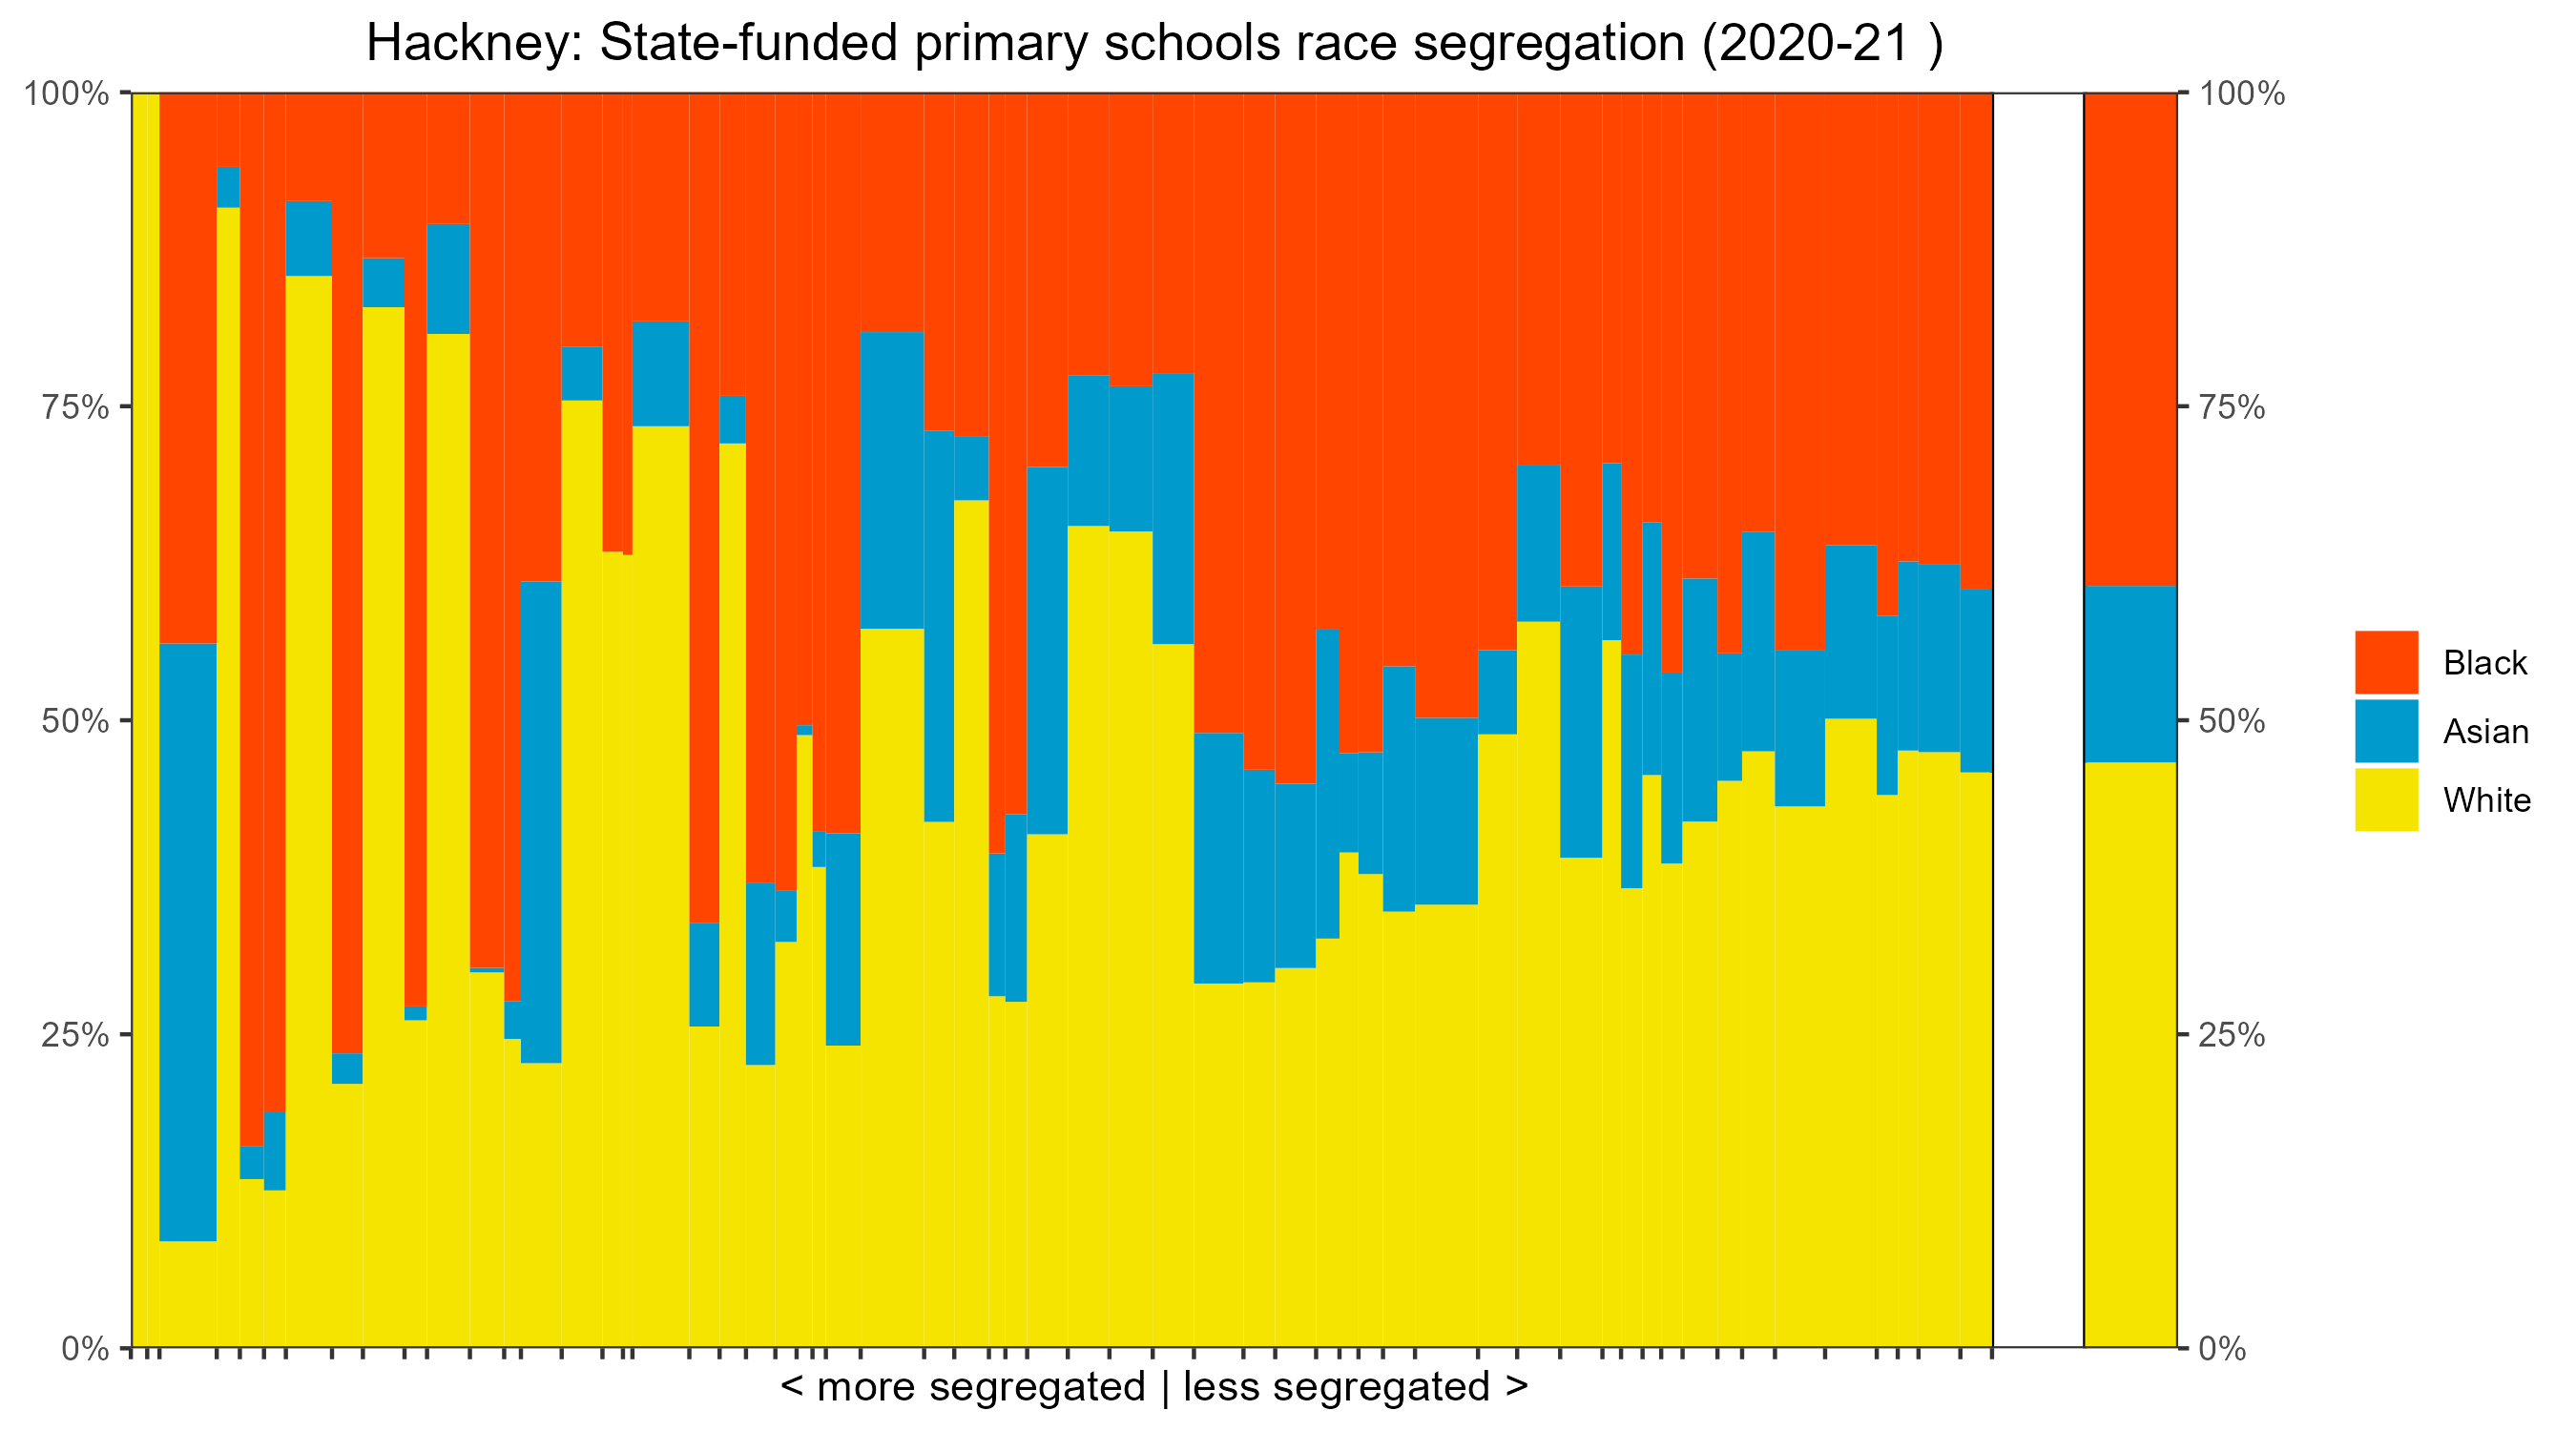 Hackney: State-funded primary schools race segregation (2020-21 )
100%
75%
50%
25%
0%
100%
75%
50%
25%
0%
Black
Asian
White
< more segregated | less segregated >